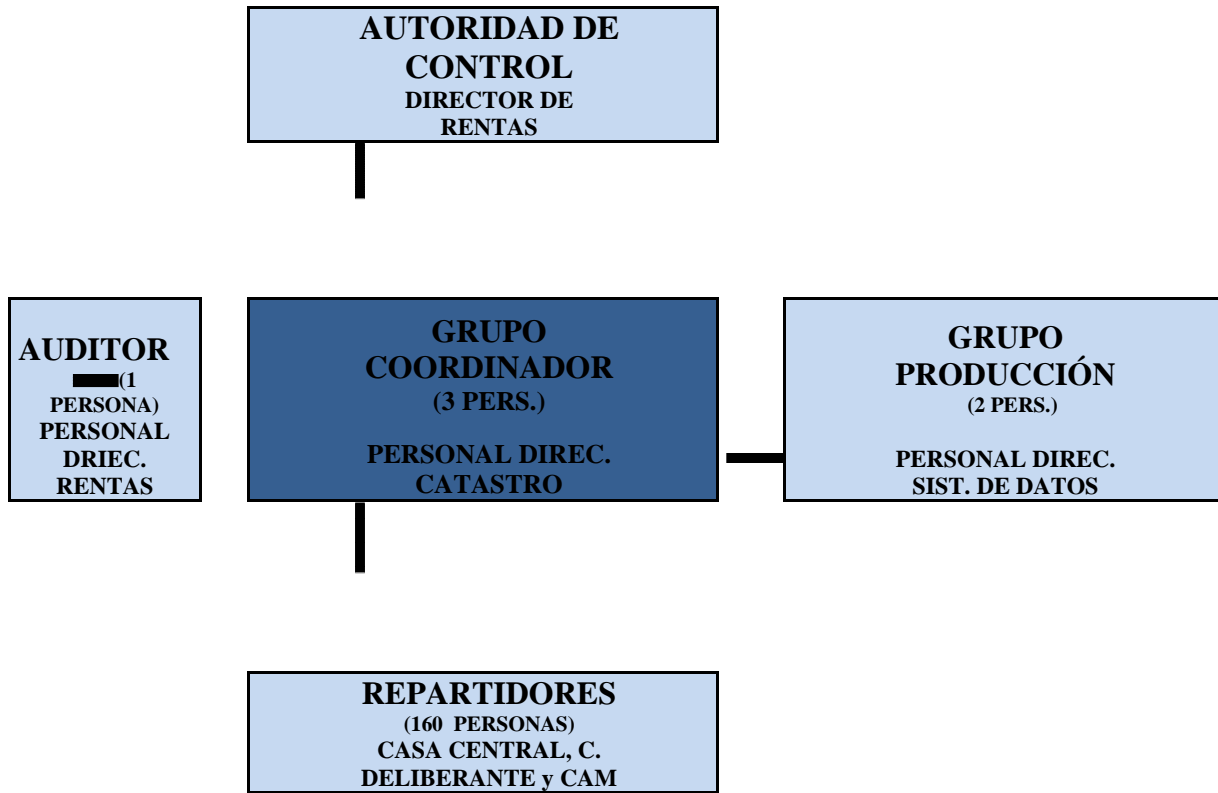 AUTORIDAD DE
CONTROL
DIRECTOR DE
RENTAS
AUDITOR
(1
PERSONA)
PERSONAL
DRIEC.
RENTAS
GRUPO
COORDINADOR
(3 PERS.)
PERSONAL DIREC.
CATASTRO
GRUPO
PRODUCCIÓN
(2 PERS.)
PERSONAL DIREC.
SIST. DE DATOS
REPARTIDORES
(160 PERSONAS)
CASA CENTRAL, C.
DELIBERANTE y CAM